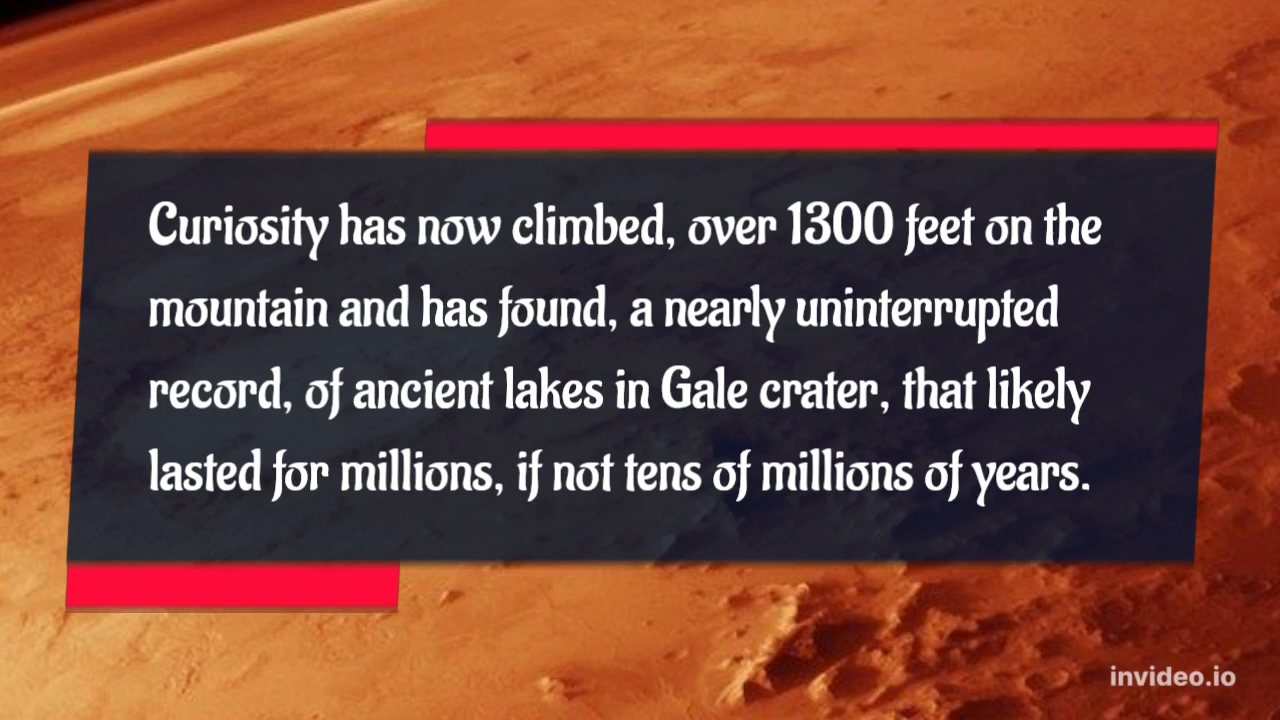 Curiosity has now climbed, over 1300 feet on the
mountain and has found, a nearly uninterrupted
record, of ancient lakes in Gale crater, that likely
lasted for millions, if not tens of millions of years.
invideo.io